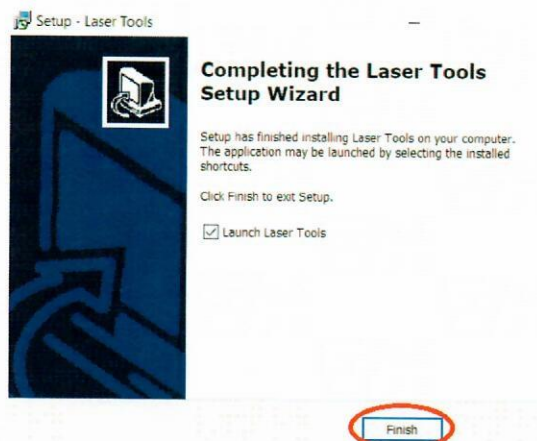 Setup - Laser Tools
Completing the Laser Tools
Setup Wizard
Setup has finished installing Laser Tools on your computer.
The application may be launched by selecting the installed
shortcuts.
Click Finish to exit Setup.
Launch Laser Tools
Finish